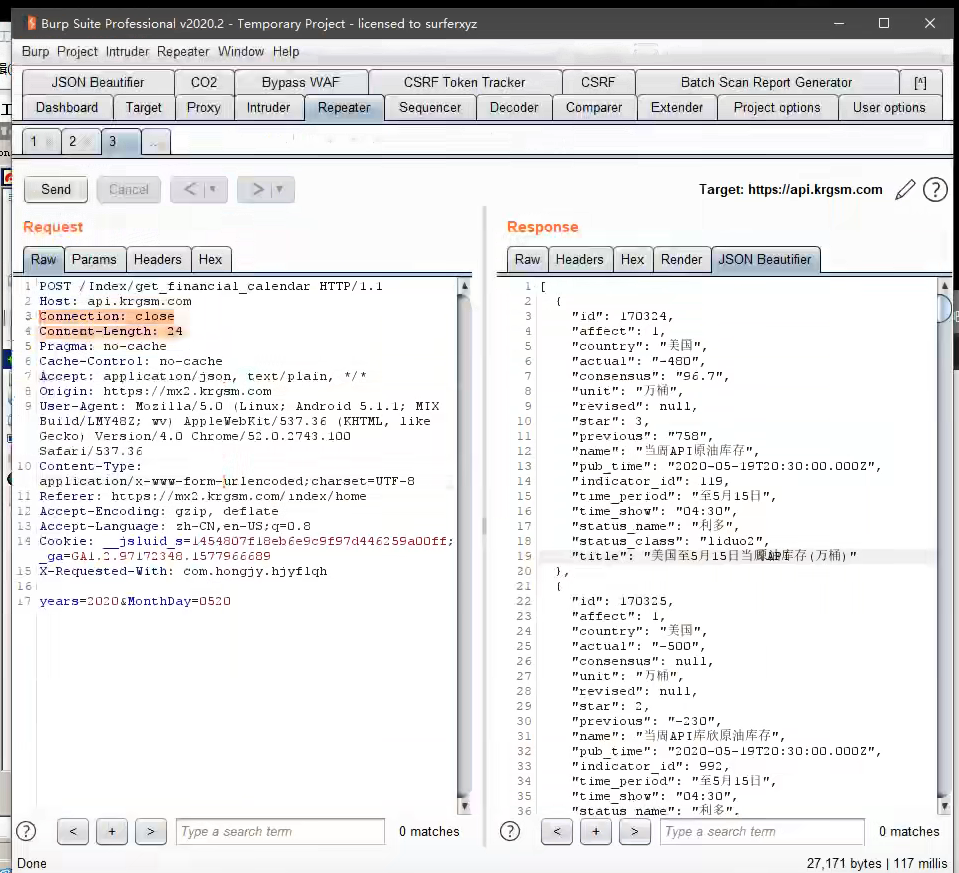 Burp Suite Professional v2020.2 - Temporary Project - licensed to surferxyz
Burp Project Intruder Repeater Window Help
JSON Beautifier CO2 Bypass WAF CSRF Token Tracker CSRF Batch Scan Report Generator [^]
Dashboard Target Proxy Intruder Repeater Sequencer Decoder Comparer Extender Project options User options
1 × 2 × 3 ...
Send Cancel < | ▼ > | ▼ Target: https://api.krgsm.com ?
Request
Raw Params Headers Hex
1 POST /Index/get_financial_calendar HTTP/1.1
2 Host: api.krgsm.com
3 Connection: close
4 Content-Length: 24
5 Pragma: no-cache
6 Cache-Control: no-cache
7 Accept: application/json, text/plain, */*
8 Origin: https://mx2.krgsm.com
9 User-Agent: Mozilla/5.0 (Linux; Android 5.1.1; MIX
Build/LMY48Z; wv) AppleWebKit/537.36 (KHTML, like
Gecko) Version/4.0 Chrome/52.0.2743.100
Safari/537.36
10 Content-Type:
application/x-www-form-urlencoded;charset=UTF-8
11 Referer: https://mx2.krgsm.com/index/home
12 Accept-Encoding: gzip, deflate
13 Accept-Language: zh-CN,en-US;q=0.8
14 Cookie: __jsluid_s=1454807f18eb6e9c9f97d446259a00ff;
_ga=GA1.2.97172348.1577966689
15 X-Requested-With: com.hongjy.hjyflqh
16
17 years=2020&MonthDay=0520
Response
Raw Headers Hex Render JSON Beautifier
1 [
2 {
3 "id": 170324,
4 "affect": 1,
5 "country": "美国",
6 "actual": "-480",
7 "consensus": "96.7",
8 "unit": "万桶",
9 "revised": null,
10 "star": 3,
11 "previous": "758",
12 "name": "当周API原油库存",
13 "pub_time": "2020-05-19T20:30:00.000Z",
14 "indicator_id": 119,
15 "time_period": "至5月15日",
16 "time_show": "04:30",
17 "status_name": "利多",
18 "status_class": "liduo2",
19 "title": "美国至5月15日当周API库存(万桶)"
20 },
21 {
22 "id": 170325,
23 "affect": 1,
24 "country": "美国",
25 "actual": "-500",
26 "consensus": null,
27 "unit": "万桶",
28 "revised": null,
29 "star": 2,
30 "previous": "-230",
31 "name": "当周API库欣原油库存",
32 "pub_time": "2020-05-19T20:30:00.000Z",
33 "indicator_id": 992,
34 "time_period": "至5月15日",
35 "time_show": "04:30",
36 "status_name": "利多",
? < + > Type a search term 0 matches
? < + > Type a search term 0 matches
Done 27,171 bytes | 117 millis